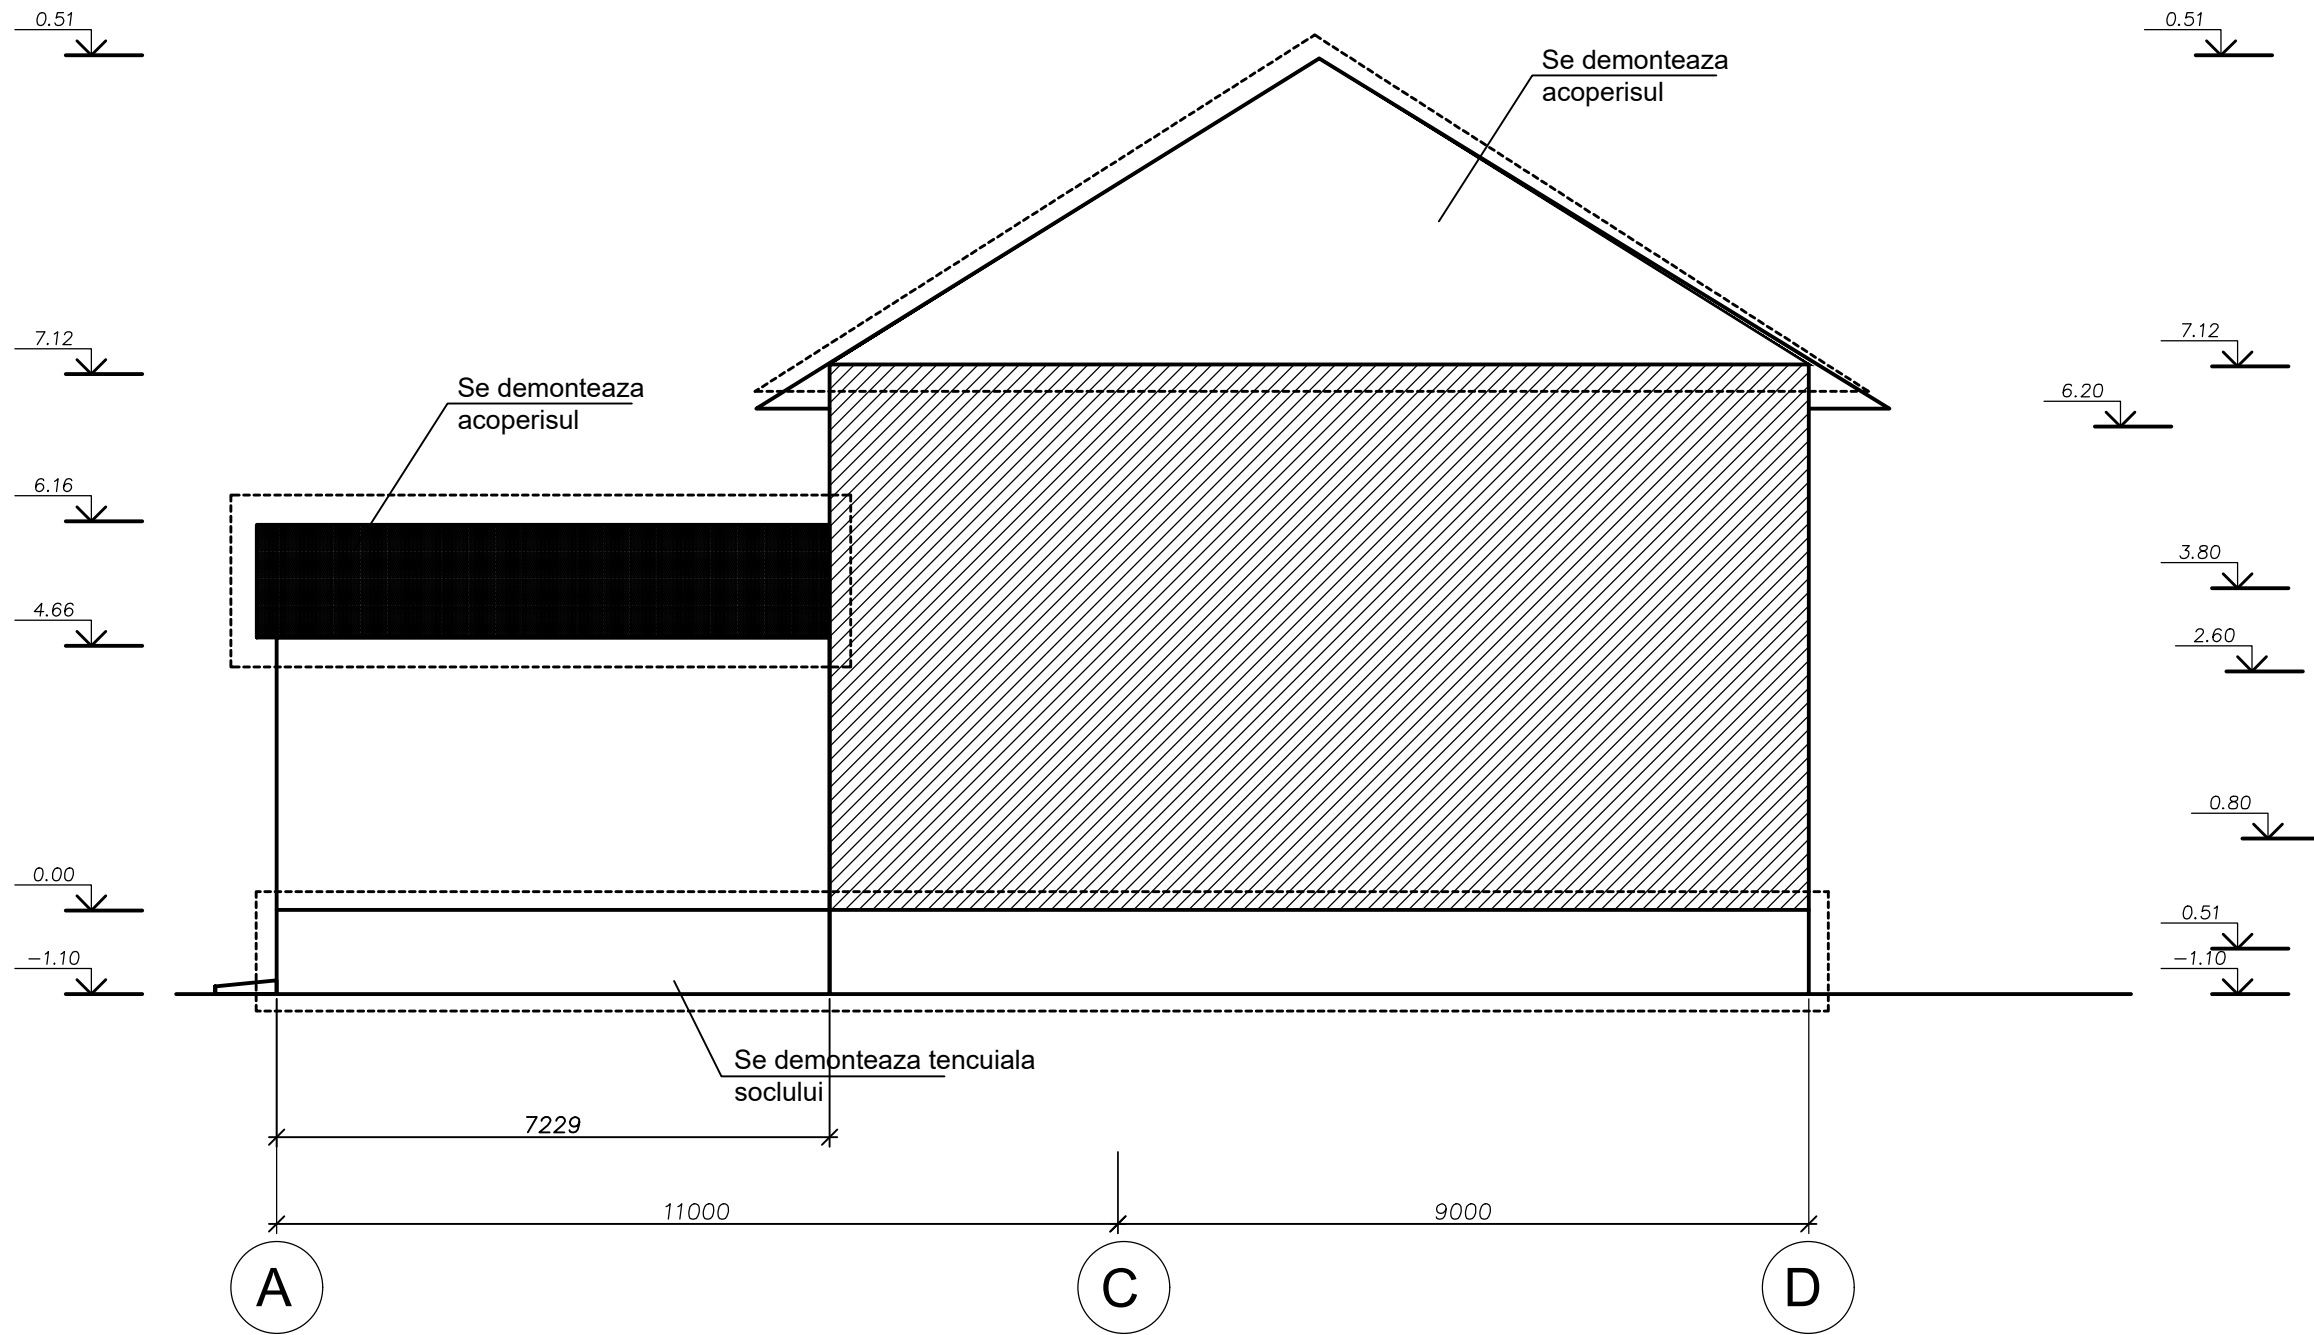 0.51
0.51
Se demonteaza
acoperisul
7.12
7.12
Se demonteaza
acoperisul
6.20
6.16
3.80
4.66
2.60
0.80
0.00
0.51
-1.10
-1.10
Se demonteaza tencuiala
soclului
7229
11000
9000
A
C
D